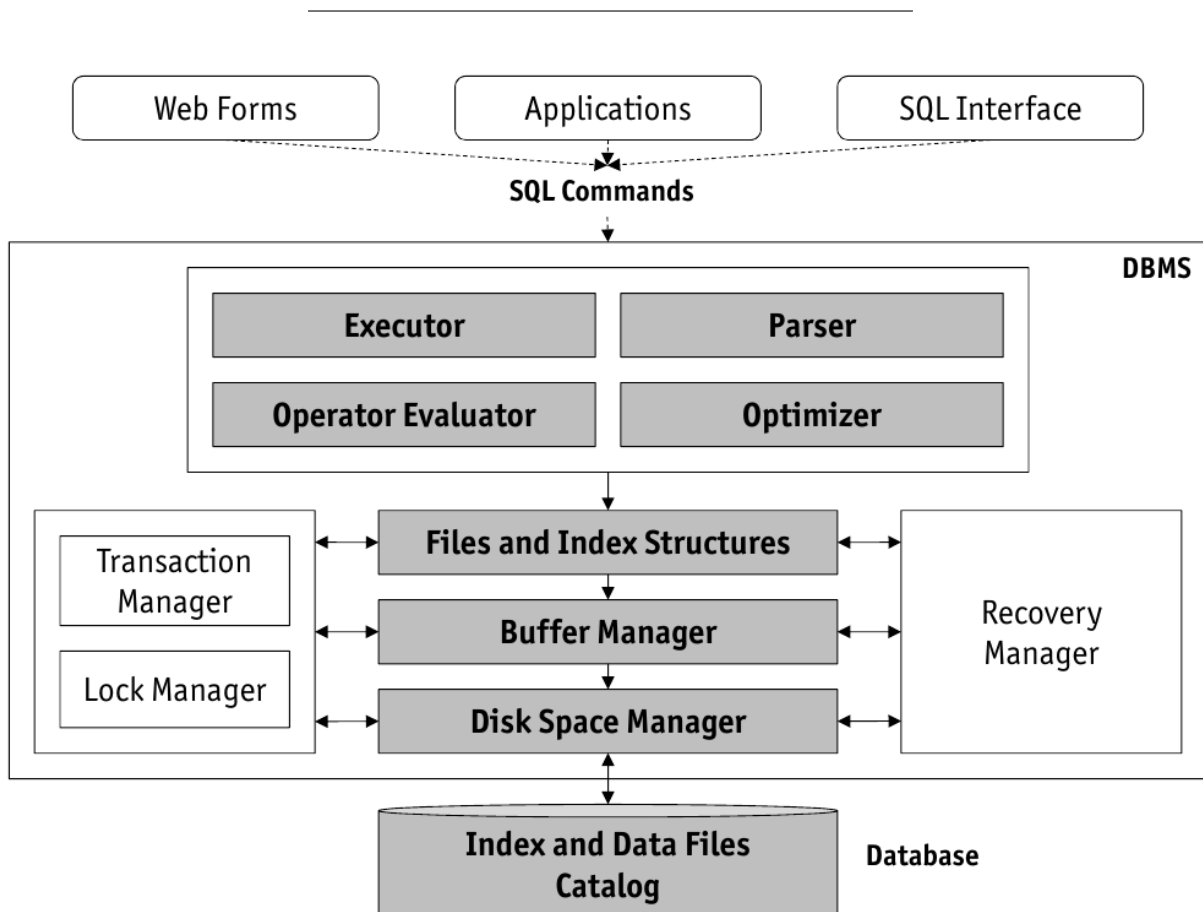 Web Forms
Applications
SQL Interface
SQL Commands
DBMS
Executor
Parser
Operator Evaluator
Optimizer
Transaction
Manager
Lock Manager
Files and Index Structures
Buffer Manager
Disk Space Manager
Recovery
Manager
Index and Data Files
Catalog
Database